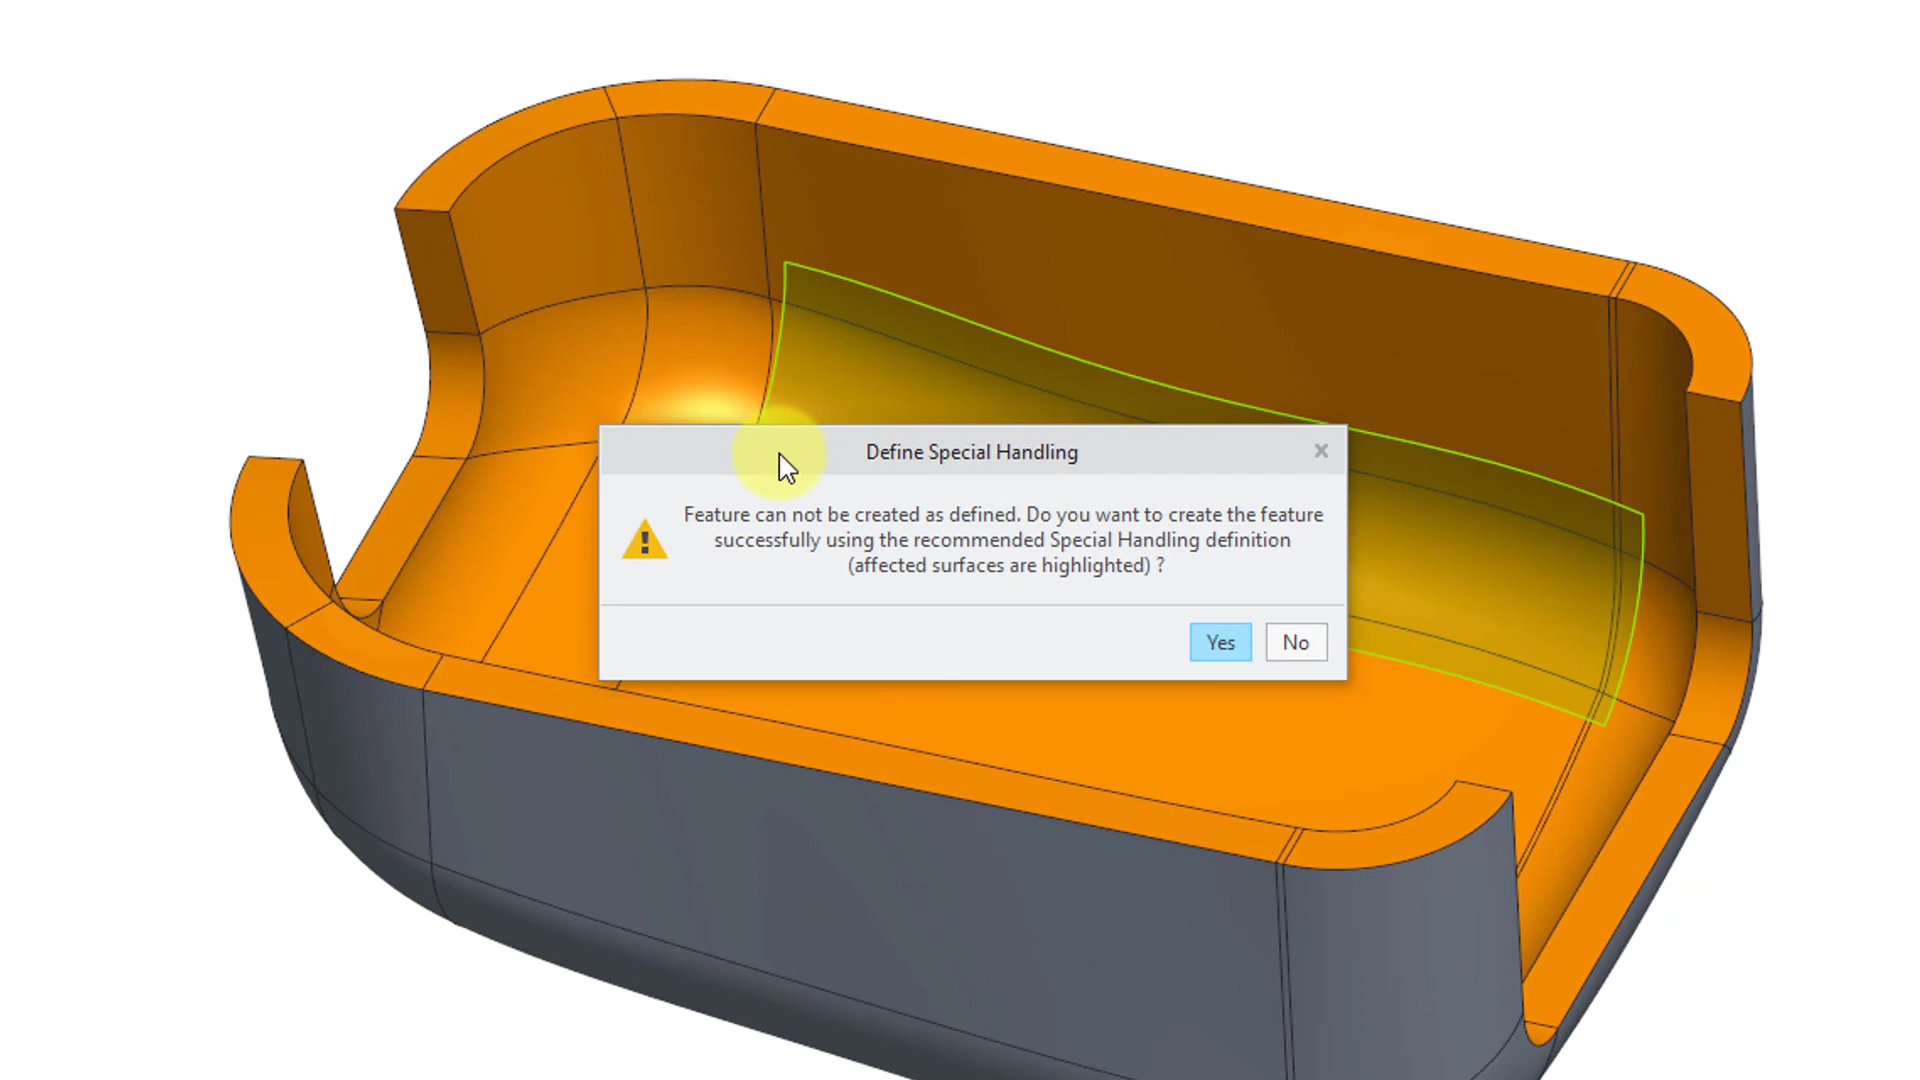 Define Special Handling
Feature can not be created as defined. Do you want to create the feature
successfully using the recommended Special Handling definition
(affected surfaces are highlighted) ?
Yes
No